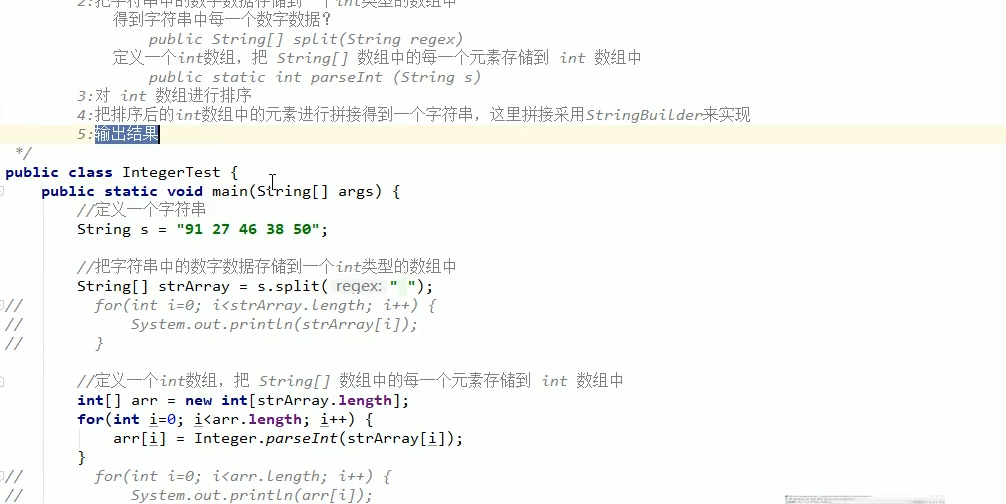 2:把字符串中的数字数据存储到一个int类型的数组中
得到字符串中每一个数字数据？
public String[] split(String regex)
定义一个int数组，把 String[] 数组中的每一个元素存储到 int 数组中
public static int parseInt (String s)
3:对 int 数组进行排序
4:把排序后的int数组中的元素进行拼接得到一个字符串，这里拼接采用StringBuilder来实现
5:输出结果
*/
public class IntegerTest {
public static void main(String[] args) {
//定义一个字符串
String s = "91 27 46 38 50";
//把字符串中的数字数据存储到一个int类型的数组中
String[] strArray = s.split( regex: " ");
// for(int i=0; i<strArray.length; i++) {
// System.out.println(strArray[i]);
// }
//定义一个int数组，把 String[] 数组中的每一个元素存储到 int 数组中
int[] arr = new int[strArray.length];
for(int i=0; i<arr.length; i++) {
arr[i] = Integer.parseInt(strArray[i]);
}
// for(int i=0; i<arr.length; i++) {
// System.out.println(arr[i]);